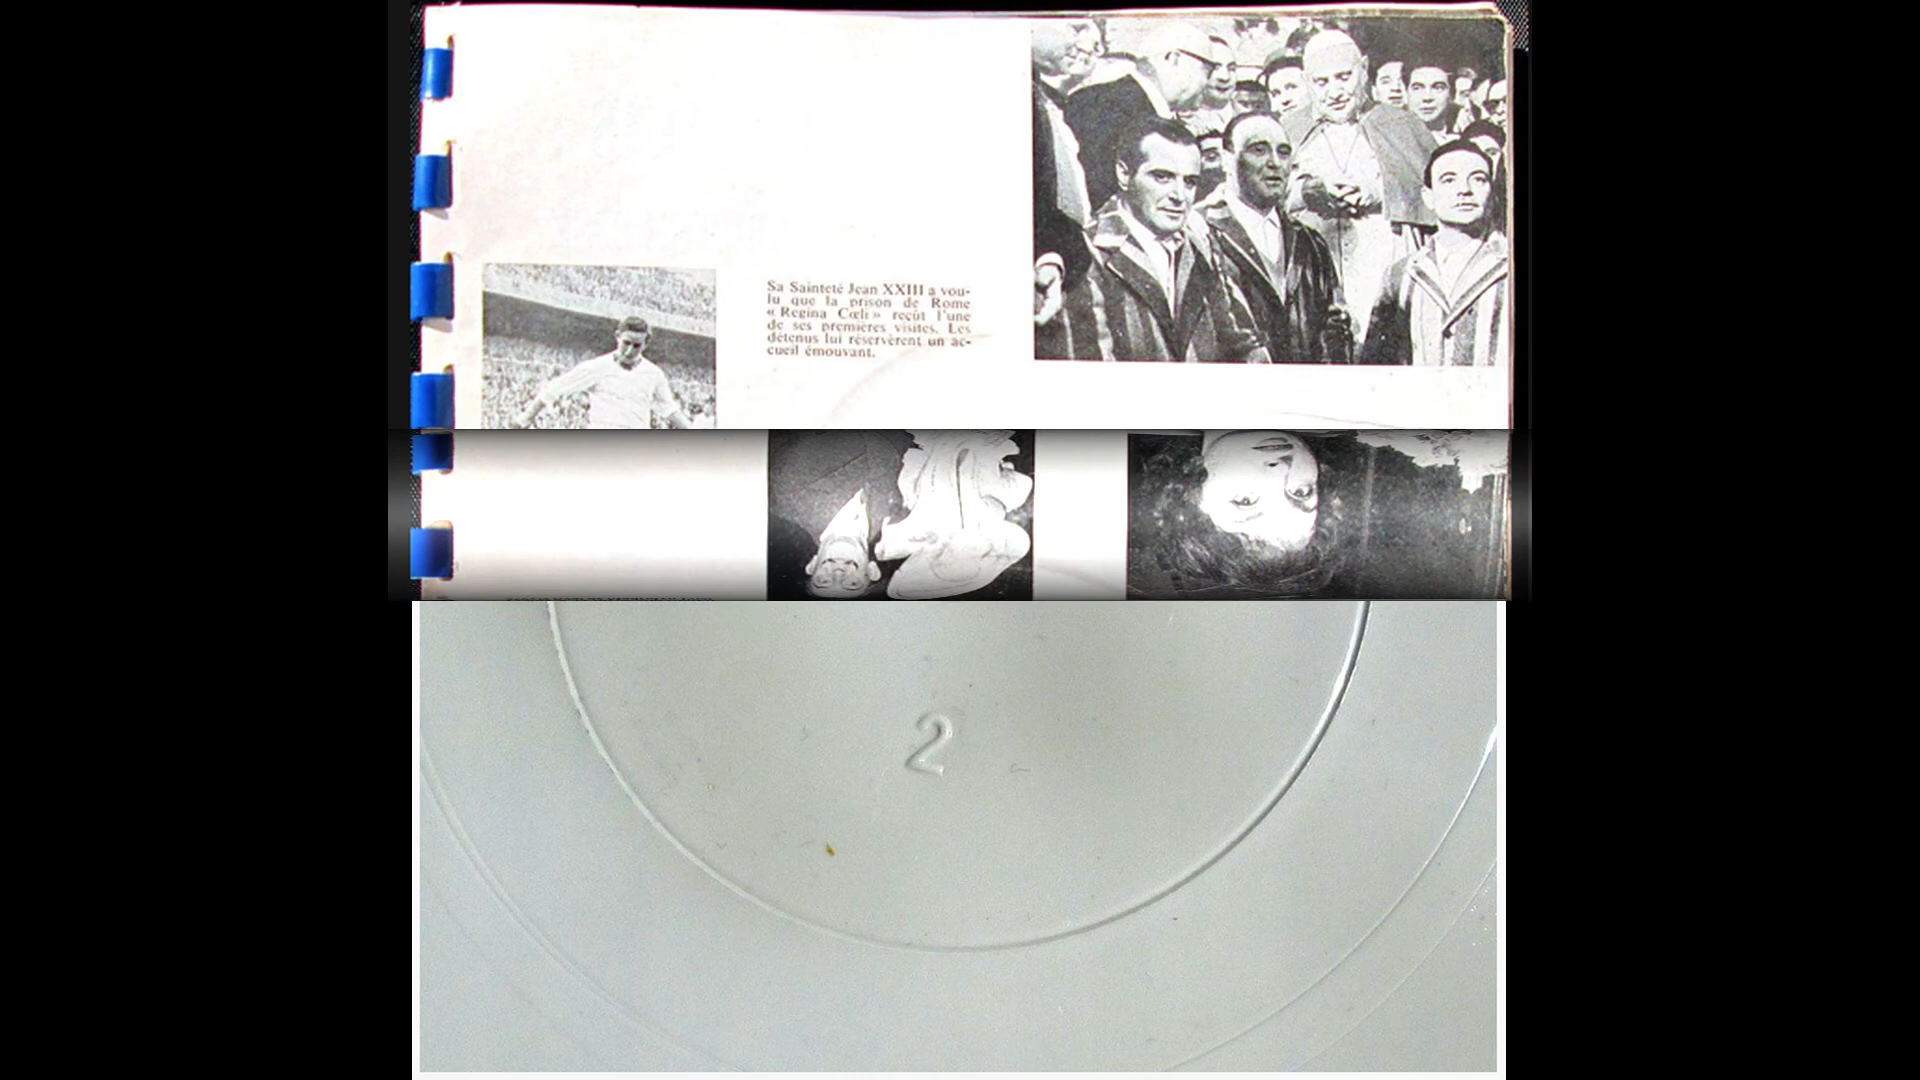 Sa Sainteté Jean XXIII a vou-
lu que la prison de Rome
« Regina Cœli » reçût l'une
de ses premières visites. Les
détenus lui réservèrent un ac-
cueil émouvant.
2